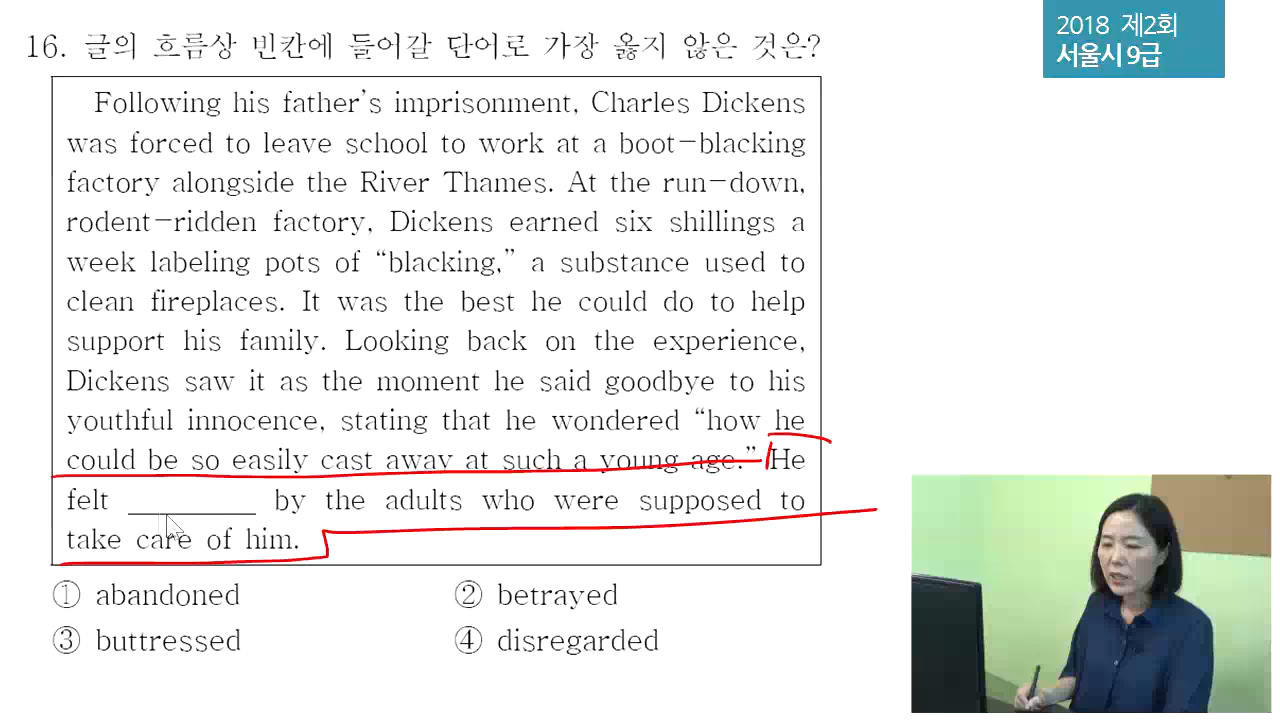 2018 제2회
서울시 9급
16. 글의 흐름상 빈칸에 들어갈 단어로 가장 옳지 않은 것은?
Following his father's imprisonment, Charles Dickens
was forced to leave school to work at a boot-blacking
factory alongside the River Thames. At the run-down,
rodent-ridden factory, Dickens earned six shillings a
week labeling pots of “blacking,” a substance used to
clean fireplaces. It was the best he could do to help
support his family. Looking back on the experience,
Dickens saw it as the moment he said goodbye to his
youthful innocence, stating that he wondered “how he
could be so easily cast away at such a young age.” He
felt ________ by the adults who were supposed to
take care of him.
① abandoned ② betrayed
③ buttressed ④ disregarded